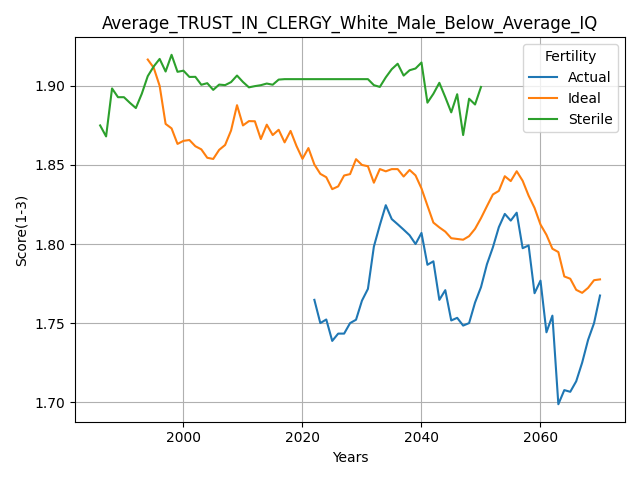 Average_TRUST_IN_CLERGY_White_Male_Below_Average_IQ
Fertility
Actual
Ideal
Sterile
Score(1-3)
1.90
1.85
1.80
1.75
1.70
2000 2020 2040 2060
Years